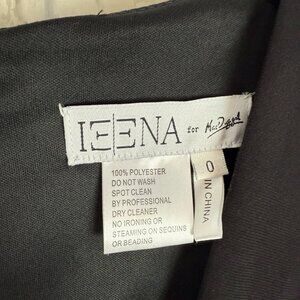 IEENA for Mac Duggal
0
100% POLYESTER
DO NOT WASH
SPOT CLEAN
BY PROFESSIONAL
DRY CLEANER
NO IRONING OR
STEAMING ON SEQUINS
OR BEADING
IN CHINA